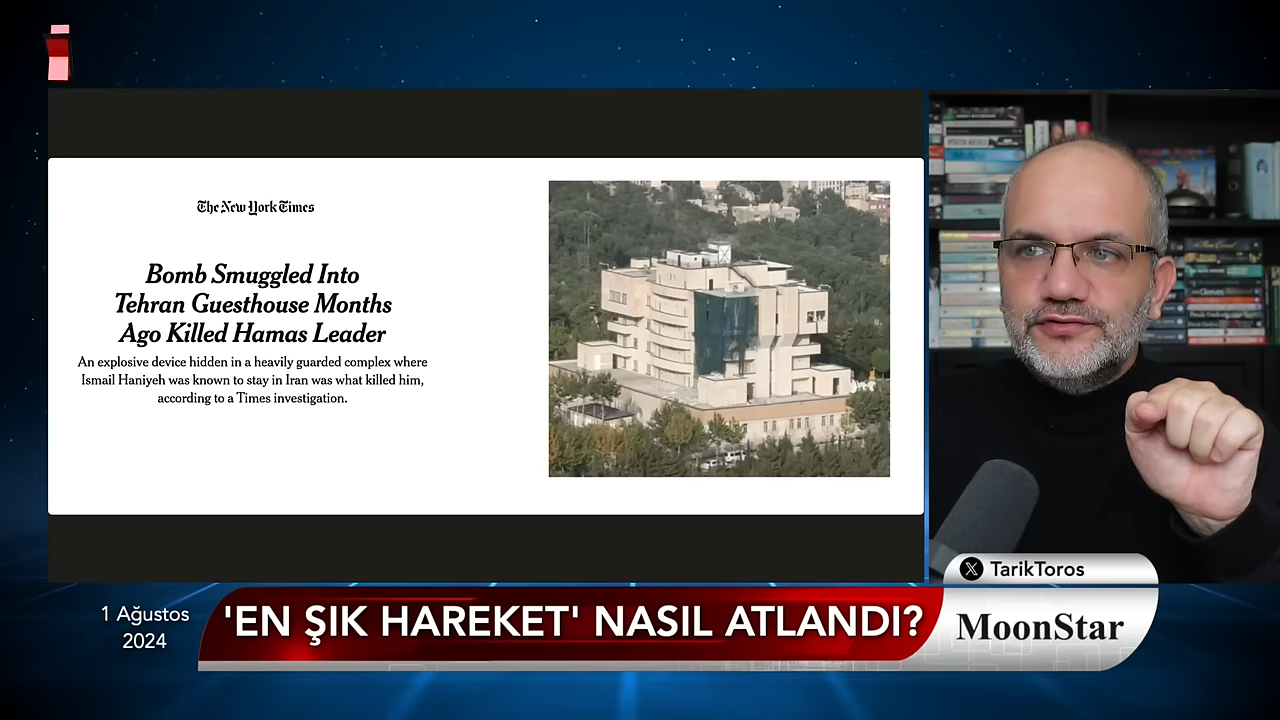 The New York Times
Bomb Smuggled Into
Tehran Guesthouse Months
Ago Killed Hamas Leader
An explosive device hidden in a heavily guarded complex where
Ismail Haniyeh was known to stay in Iran was what killed him,
according to a Times investigation.
TarikToros
1 Ağustos
2024
'EN ŞIK HAREKET' NASIL ATLANDI?
MoonStar